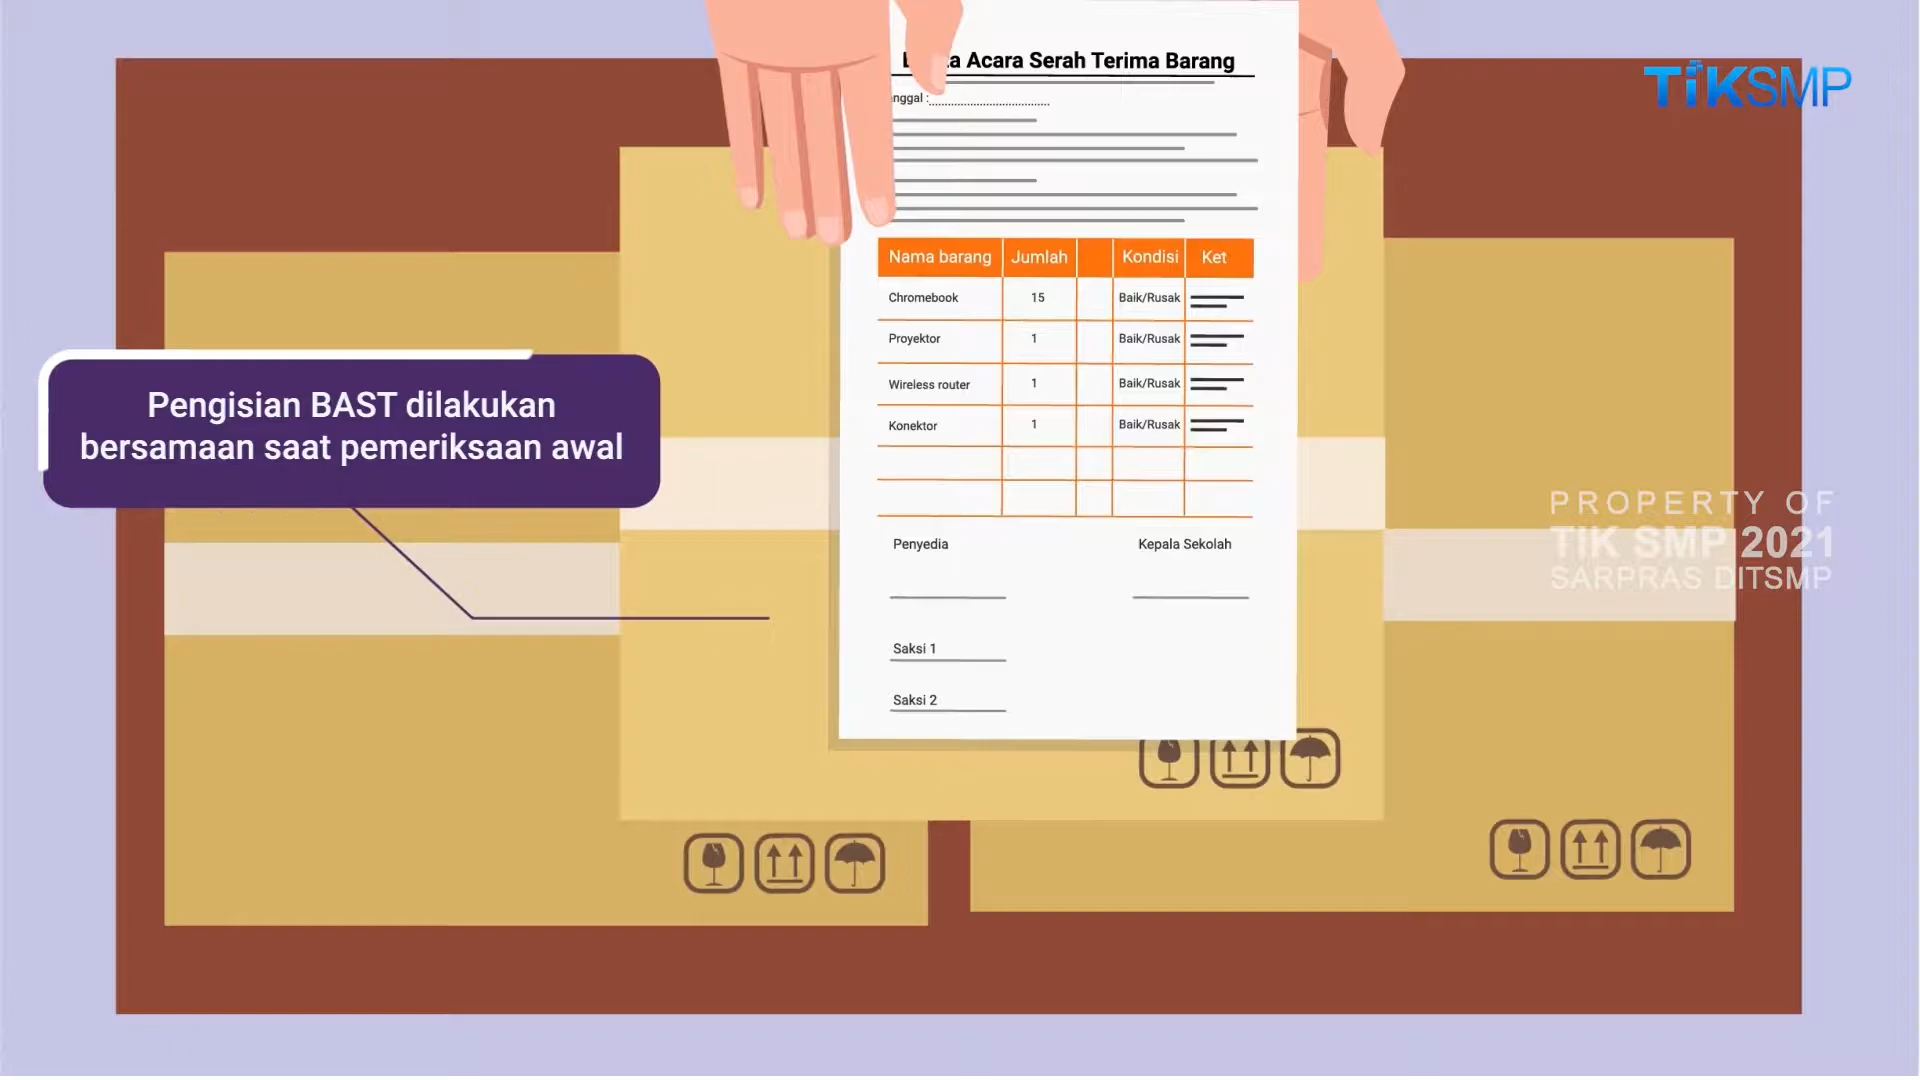 Acara Serah Terima Barang
TiKSMP
Nama barang Jumlah Kondisi Ket
Chromebook 15 Baik/Rusak
Proyektor 1 Baik/Rusak
Wireless router 1 Baik/Rusak
Konektor 1 Baik/Rusak
Pengisian BAST dilakukan
bersamaan saat pemeriksaan awal
PROPERTY OF
TIK SMP 2021
SARPRAS DITSMP
Penyedia Kepala Sekolah
Saksi 1
Saksi 2